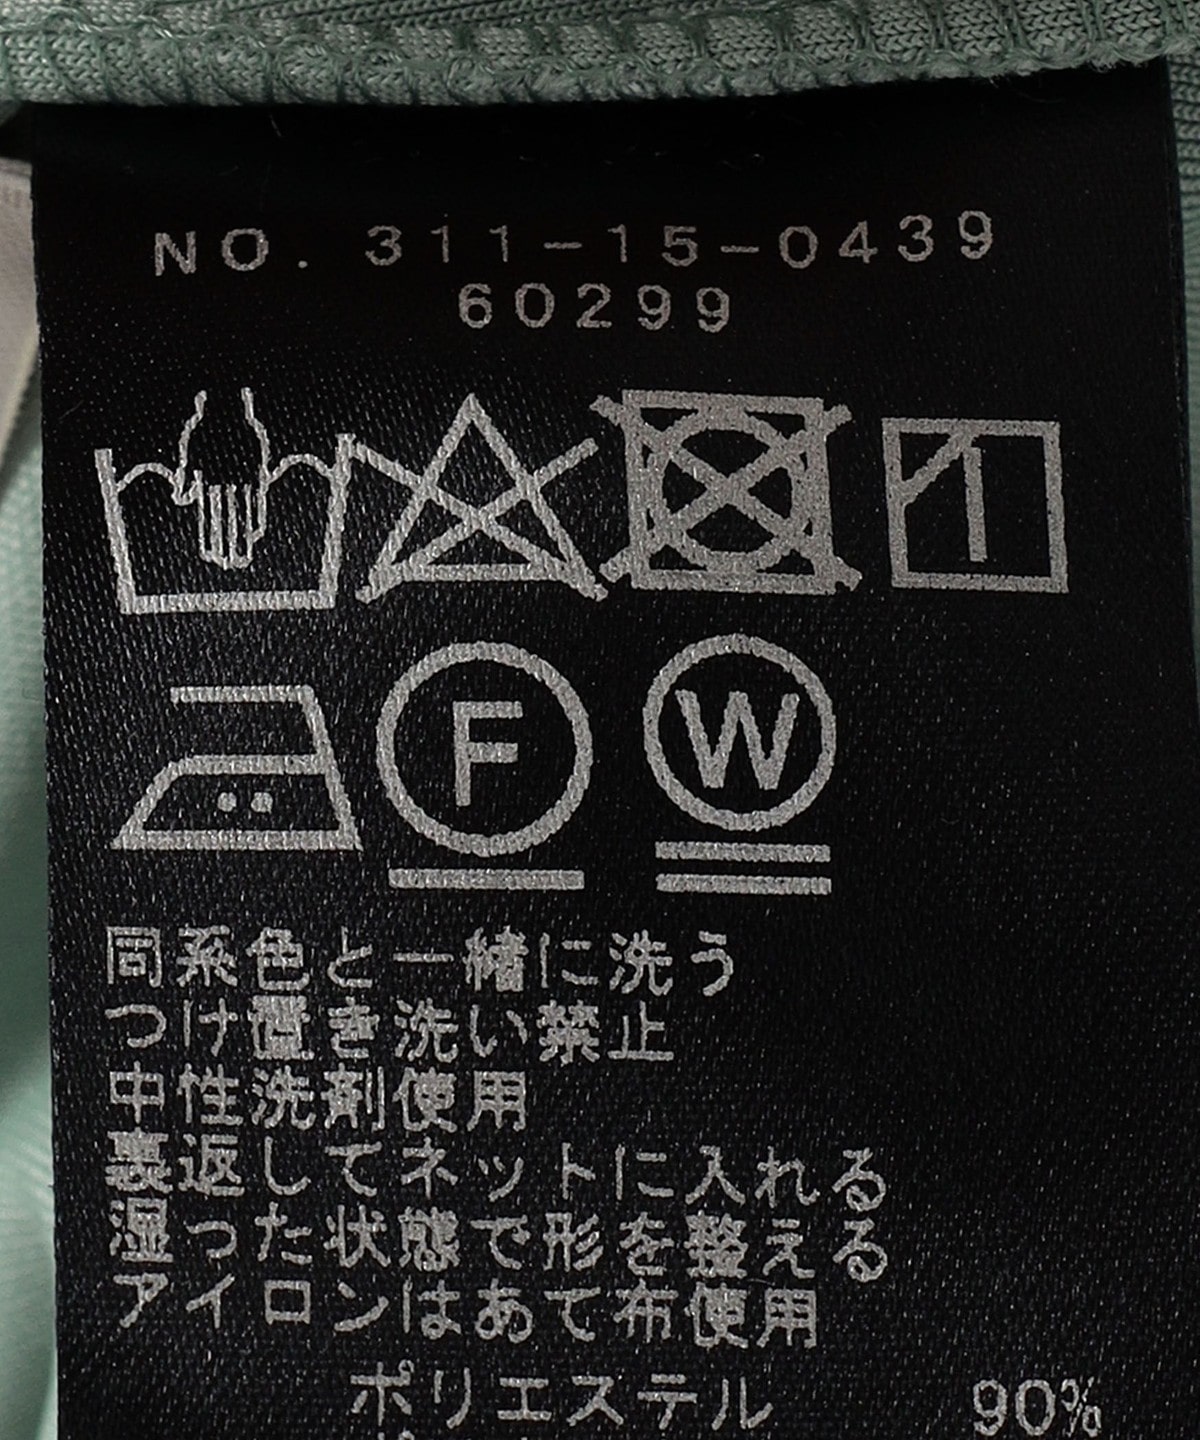 NO. 311-15-0439
60299
F W
同系色と一緒に洗う
つけ置き洗い禁止
中性洗剤使用
裏返してネットに入れる
湿った状態で形を整える
アイロンはあて布使用
ポリエステル 90%